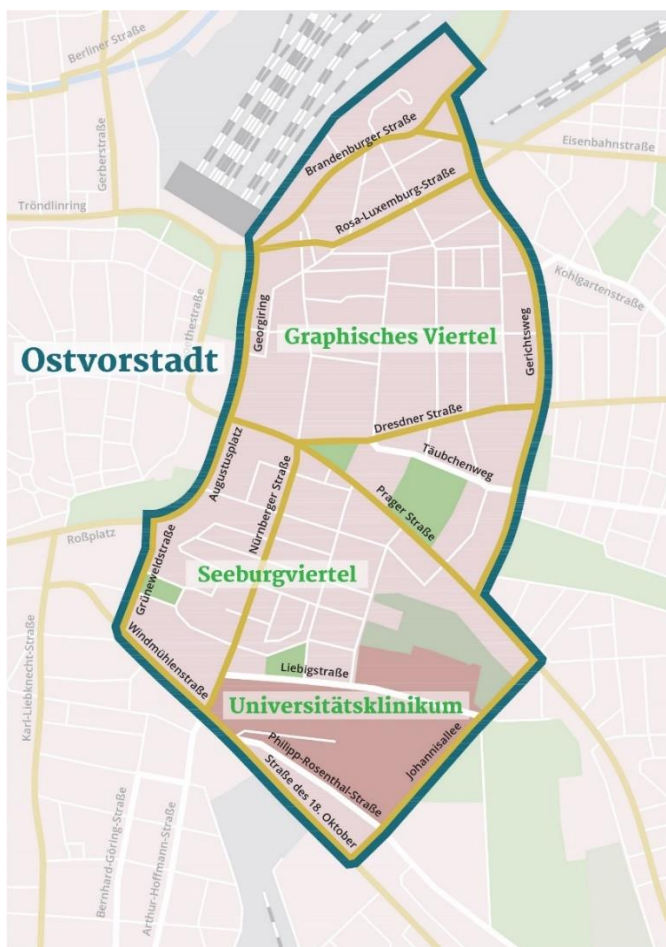 Berliner Straße
Gerberstraße
Brandenburger Straße
Eisenbahnstraße
Rosa-Luxemburg-Straße
Tröndlinring
Kohlgartenstraße
Georgiring
Graphisches Viertel
Gerichtsweg
Ostvorstadt
Dresdner Straße
Täubchenweg
Augustusplatz
Nürnberger Straße
Prager Straße
Roßplatz
Seeburgviertel
Grüneweldstraße
Windmühlenstraße
Liebigstraße
Karl-Liebknecht-Straße
Universitätsklinikum
Philipp-Rosenthal-Straße
Johannisallee
Straße des 18. Oktober
Bernhard-Göring-Straße
Arthur-Hoffmann-Straße